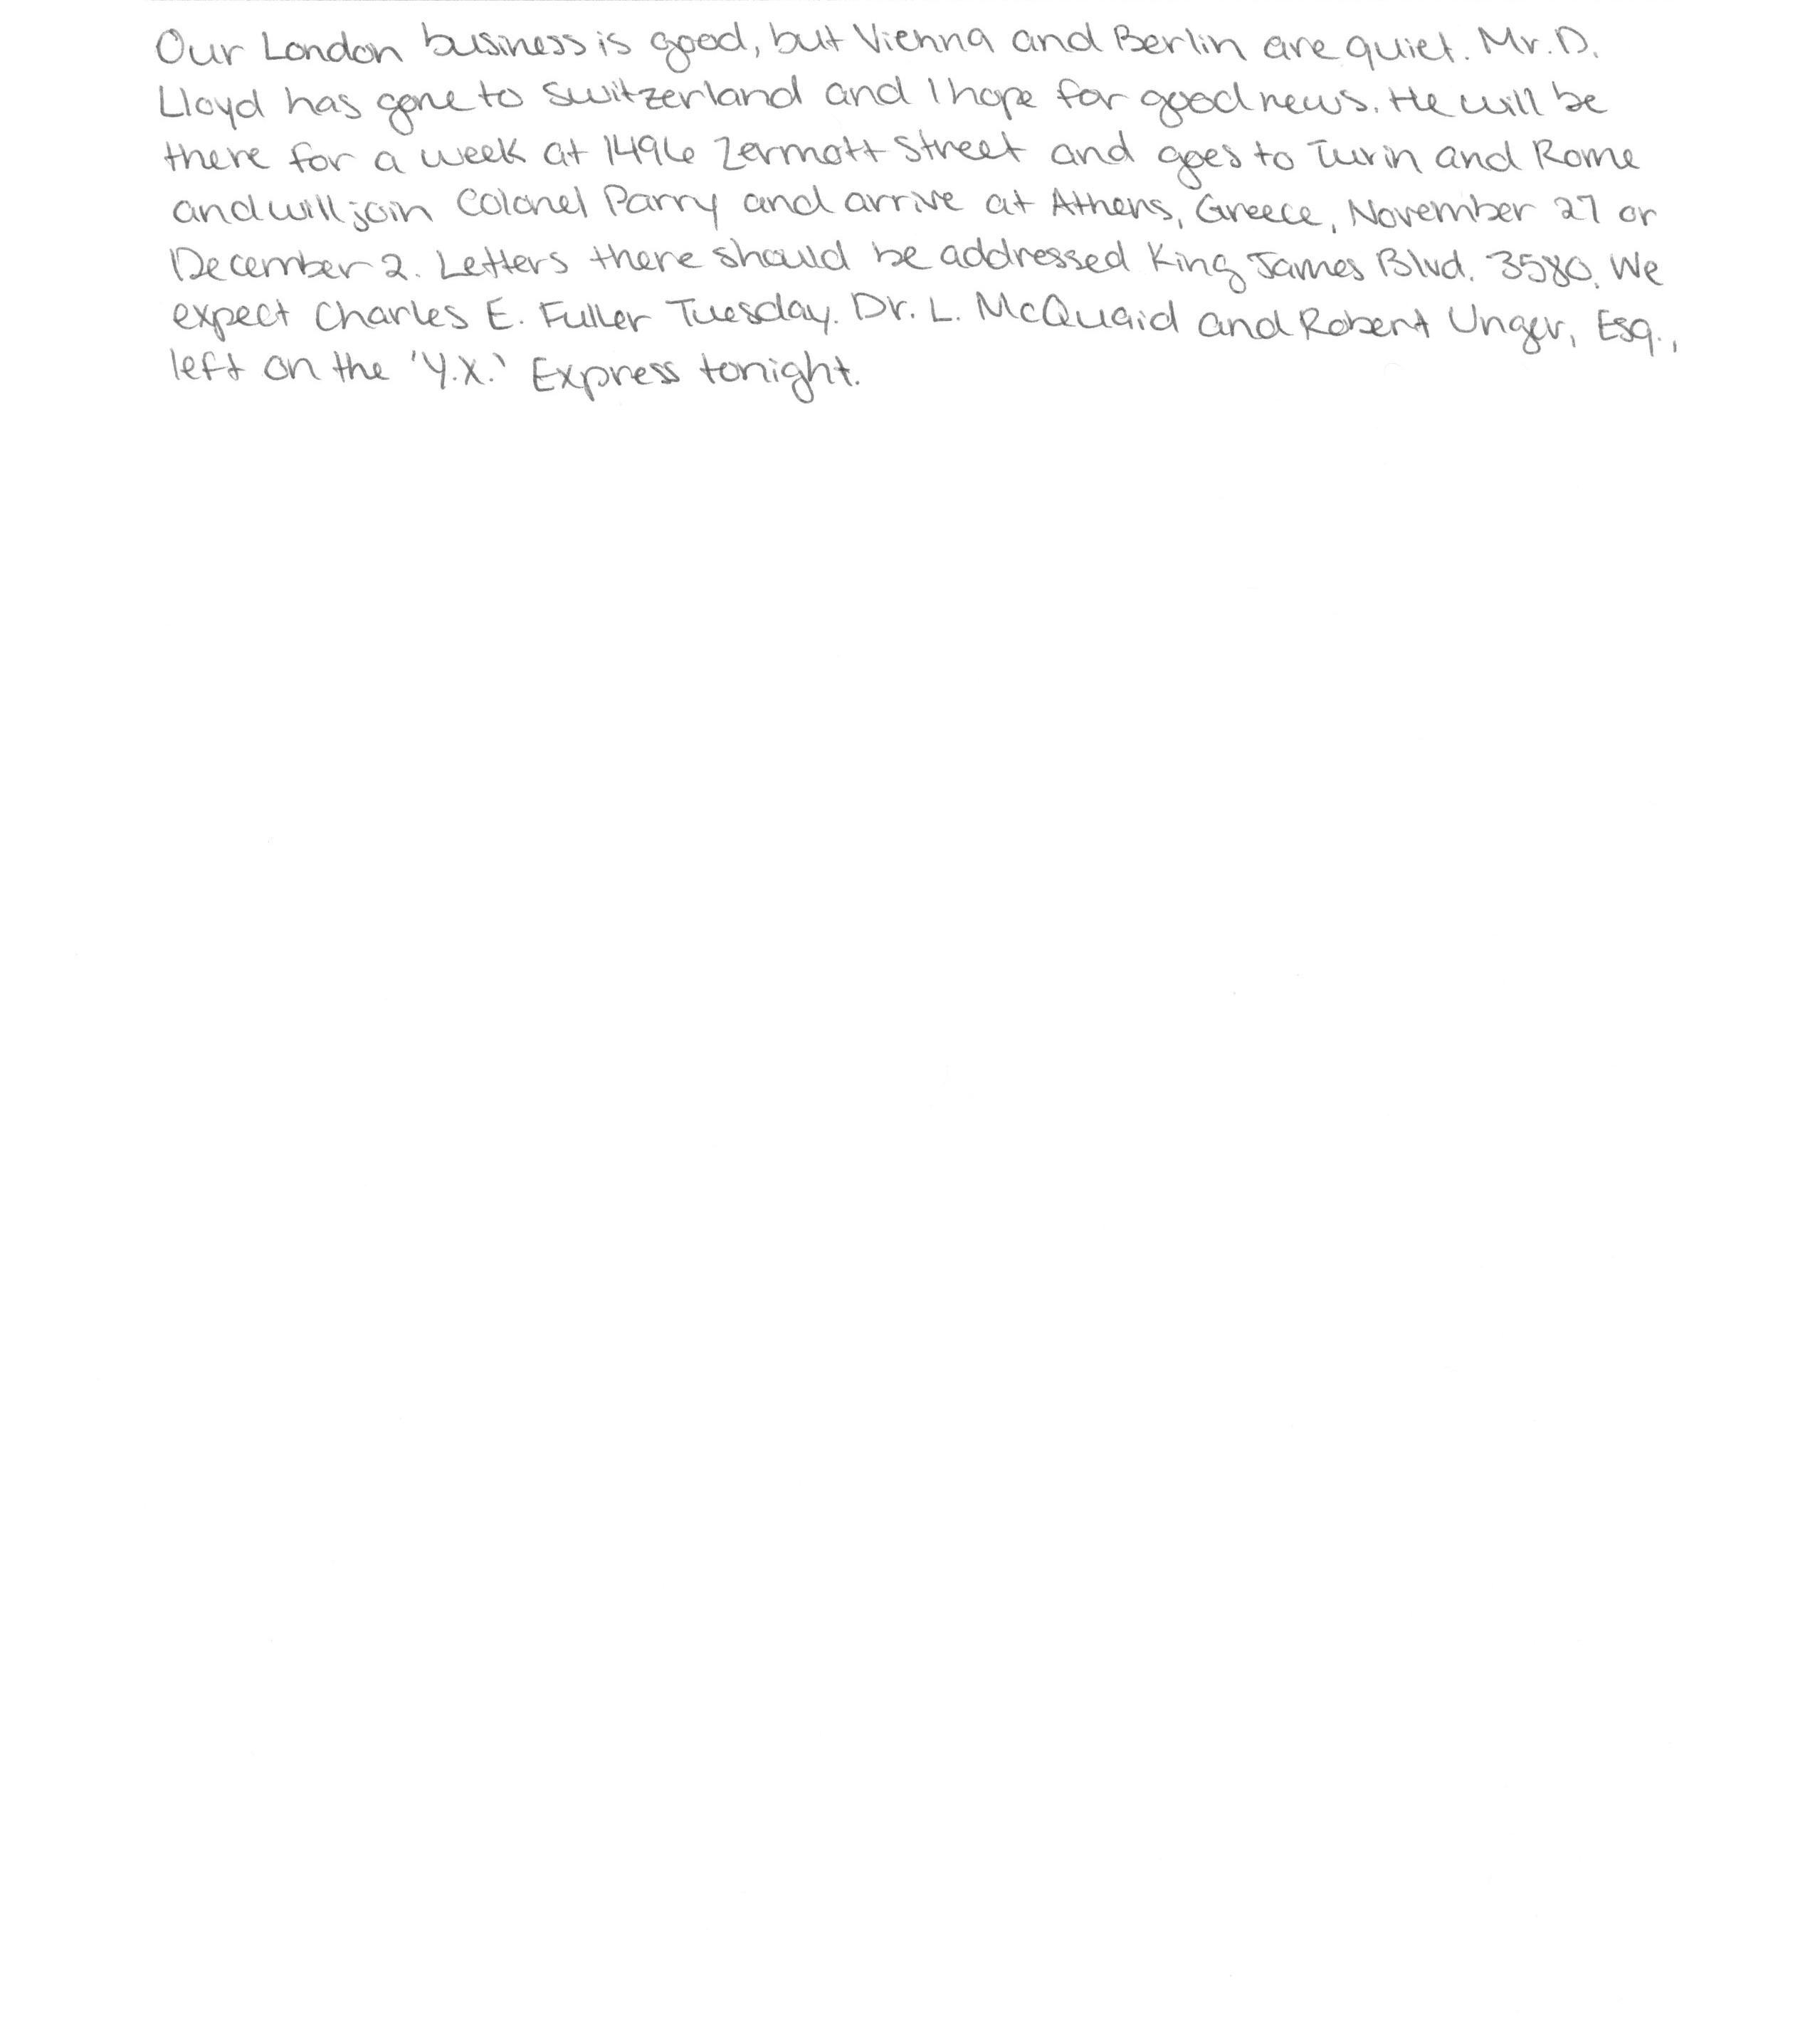 Our London business is good, but Vienna and Berlin are quiet. Mr. D.
Lloyd has gone to Switzerland and I hope for good news. He will be
there for a week at 1496 Zermott Street and goes to Turin and Rome
and will join Colonel Parry and arrive at Athens, Greece, November 27 or
December 2. Letters there should be addressed King James Blvd. 3580. We
expect Charles E. Fuller Tuesday. Dr. L. McQuaid and Robert Unger, Esq.,
left on the 'Y.X.' Express tonight.